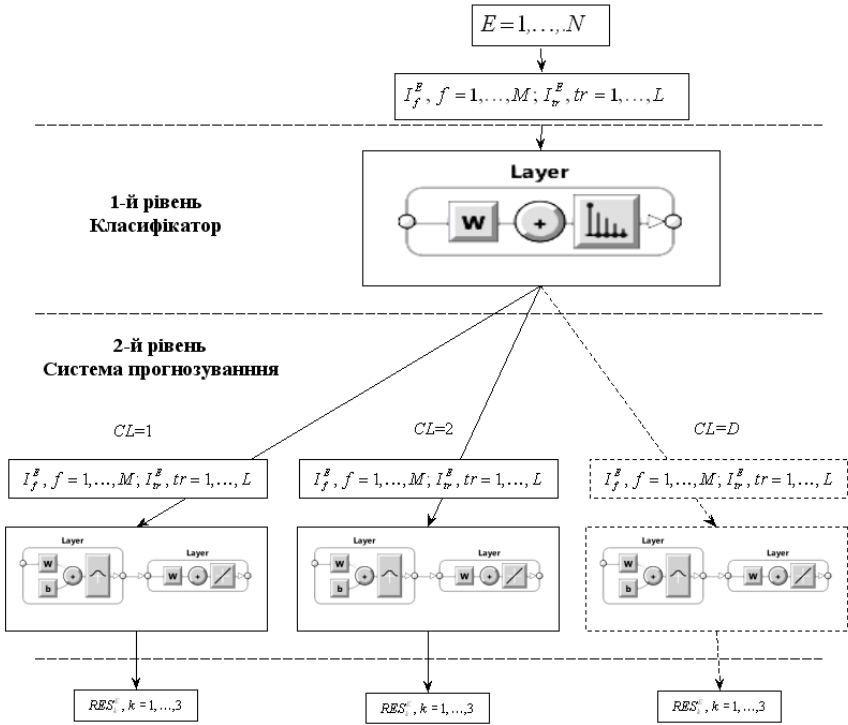 E = 1,…,.N
I_f^E, f = 1,…,M; I_tr^E, tr = 1,…,L
1-й рівень
Класифікатор
Layer
W
+
2-й рівень
Система прогнозуванння
CL=1
CL=2
CL=D
I_f^E, f = 1,…,M; I_tr^E, tr = 1,…,L
I_f^E, f = 1,…,M; I_tr^E, tr = 1,…,L
I_f^E, f = 1,…,M; I_tr^E, tr = 1,…,L
Layer
W
b
+
Layer
W
+
Layer
W
b
+
Layer
W
+
Layer
W
b
+
Layer
W
+
RES_k^E, k = 1,…,3
RES_k^E, k = 1,…,3
RES_k^E, k = 1,…,3